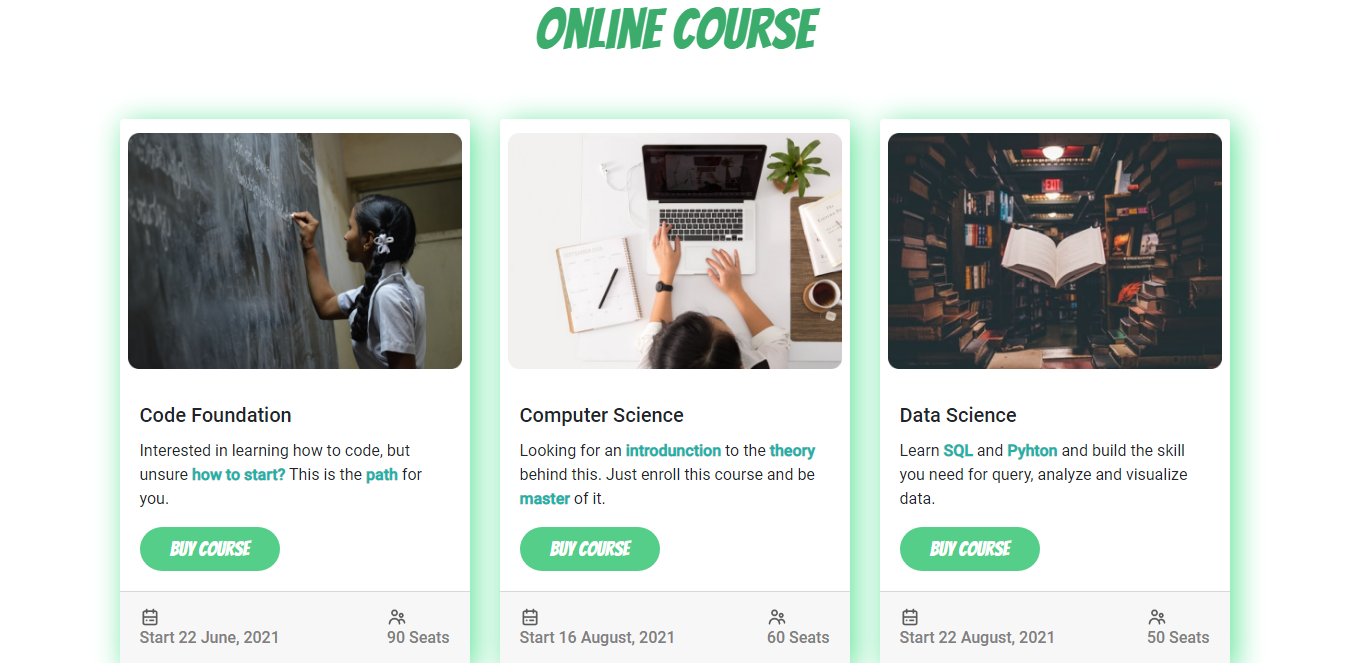 ONLINE COURSE
EXIT
Code Foundation
Interested in learning how to code, but
unsure how to start? This is the path for
you.
BUY COURSE
Start 22 June, 2021
90 Seats
Computer Science
Looking for an introdunction to the theory
behind this. Just enroll this course and be
master of it.
BUY COURSE
Start 16 August, 2021
60 Seats
Data Science
Learn SQL and Pyhton and build the skill
you need for query, analyze and visualize
data.
BUY COURSE
Start 22 August, 2021
50 Seats